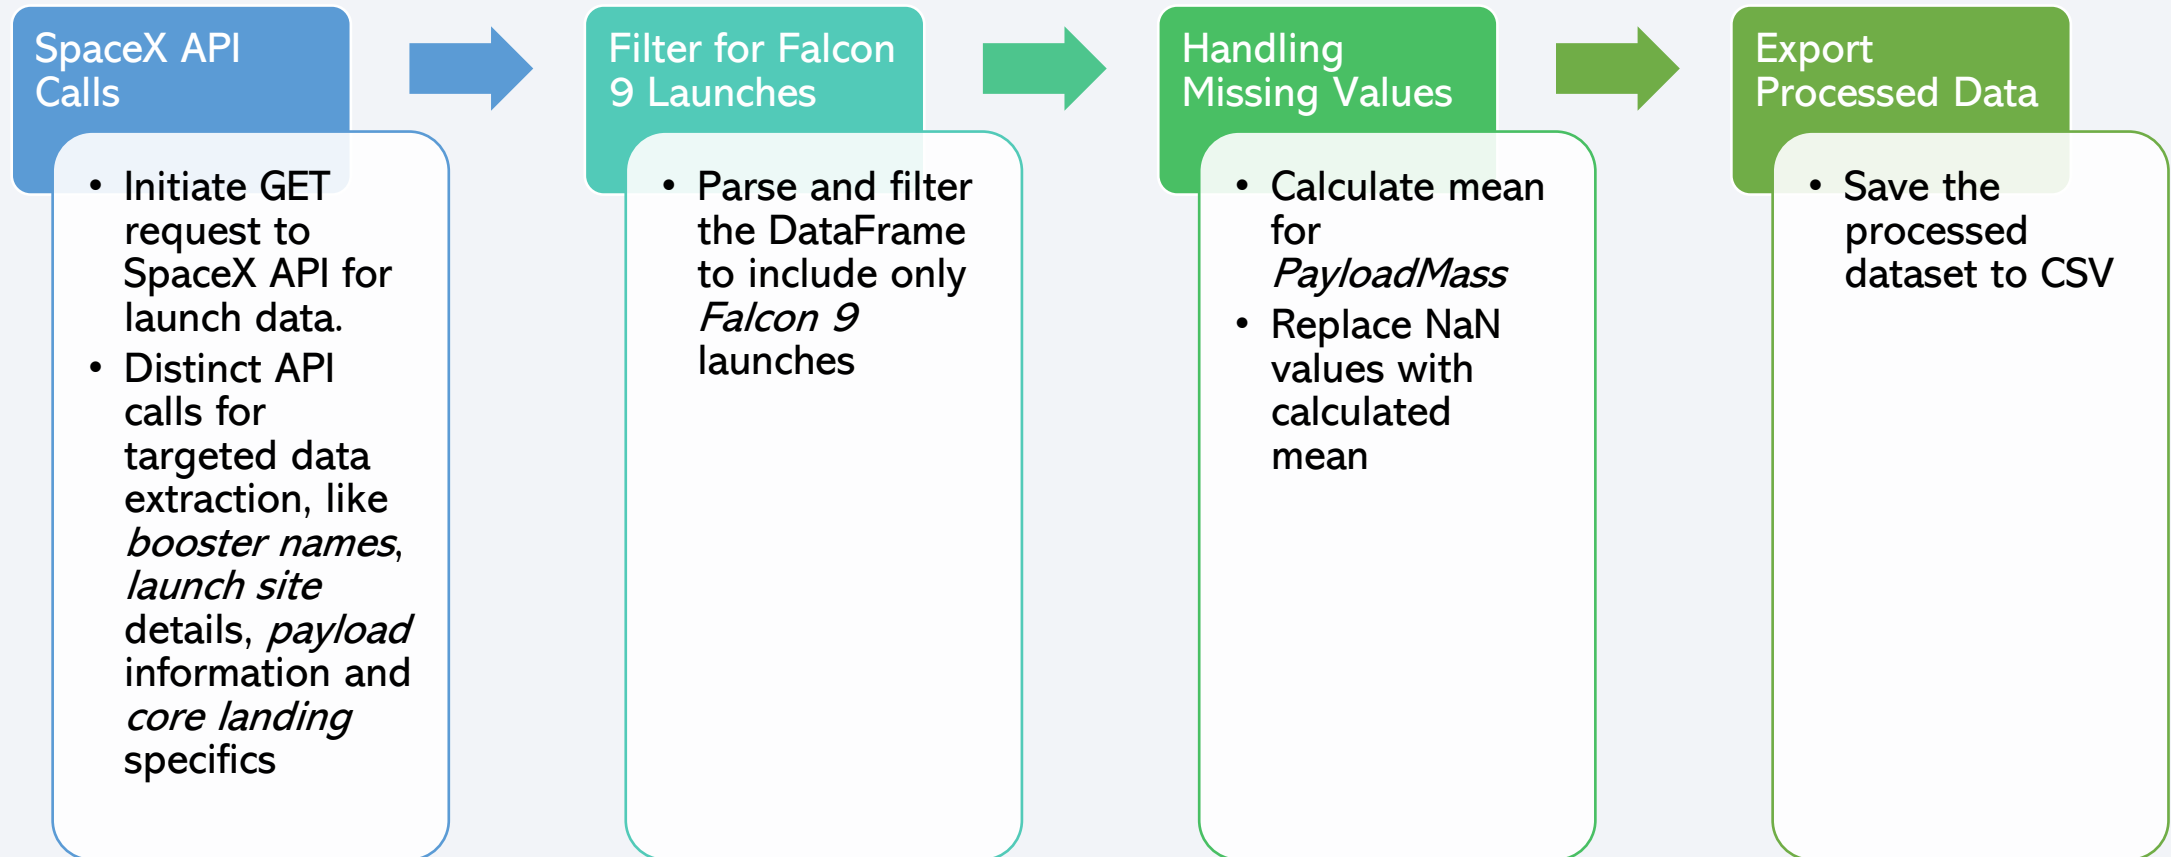 SpaceX API
Calls
• Initiate GET
request to
SpaceX API for
launch data.
• Distinct API
calls for
targeted data
extraction, like
booster names,
launch site
details, payload
information and
core landing
specifics
Filter for Falcon
9 Launches
• Parse and filter
the DataFrame
to include only
Falcon 9
launches
Handling
Missing Values
• Calculate mean
for
PayloadMass
• Replace NaN
values with
calculated
mean
Export
Processed Data
• Save the
processed
dataset to CSV